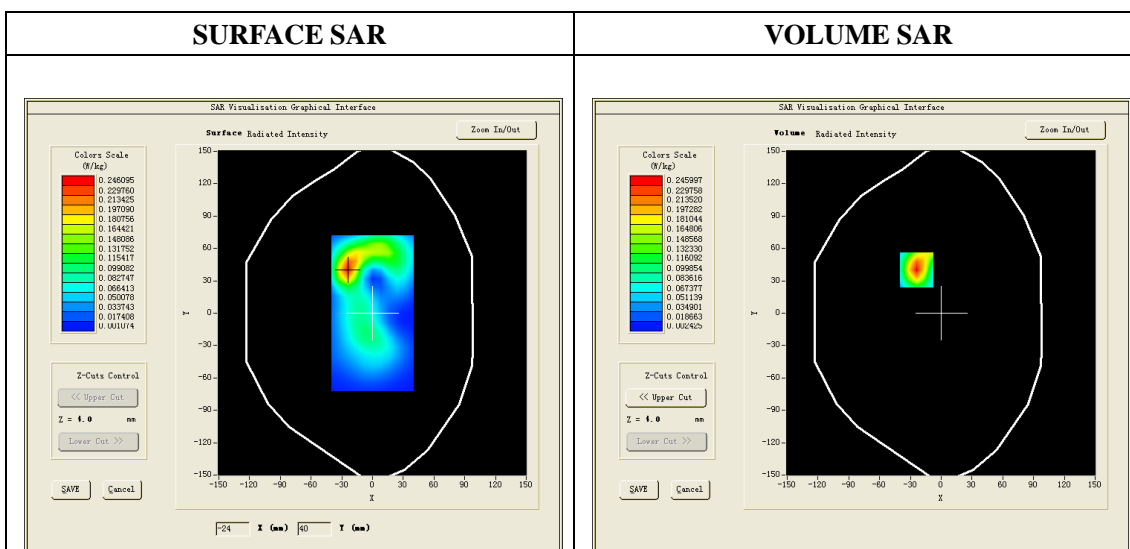 SURFACE SAR
SAR Visualisation Graphical Interface
Surface Radiated Intensity
Zoom In/Out
Colors Scale
(W/kg)
0.246095
0.229760
0.213425
0.197090
0.180756
0.164421
0.148086
0.131752
0.115417
0.099082
0.082747
0.066413
0.050078
0.033743
0.017408
0.001074
Z-Cuts Control
<< Upper Cut
Z = 4.0 mm
Lower Cut >>
SAVE Cancel
150
120
90
60
30
0
-30
-60
-90
-120
-150
Y
-150 -120 -90 -60 -30 0 30 60 90 120 150
X
-24 X (mm) 40 Y (mm)
VOLUME SAR
SAR Visualisation Graphical Interface
Volume Radiated Intensity
Zoom In/Out
Colors Scale
(W/kg)
0.245997
0.229758
0.213520
0.197282
0.181044
0.164806
0.148568
0.132330
0.116092
0.099854
0.083616
0.067377
0.051139
0.034901
0.018663
0.002425
Z-Cuts Control
<< Upper Cut
Z = 4.0 mm
Lower Cut >>
SAVE Cancel
150
120
90
60
30
0
-30
-60
-90
-120
-150
Y
-150 -120 -90 -60 -30 0 30 60 90 120 150
X